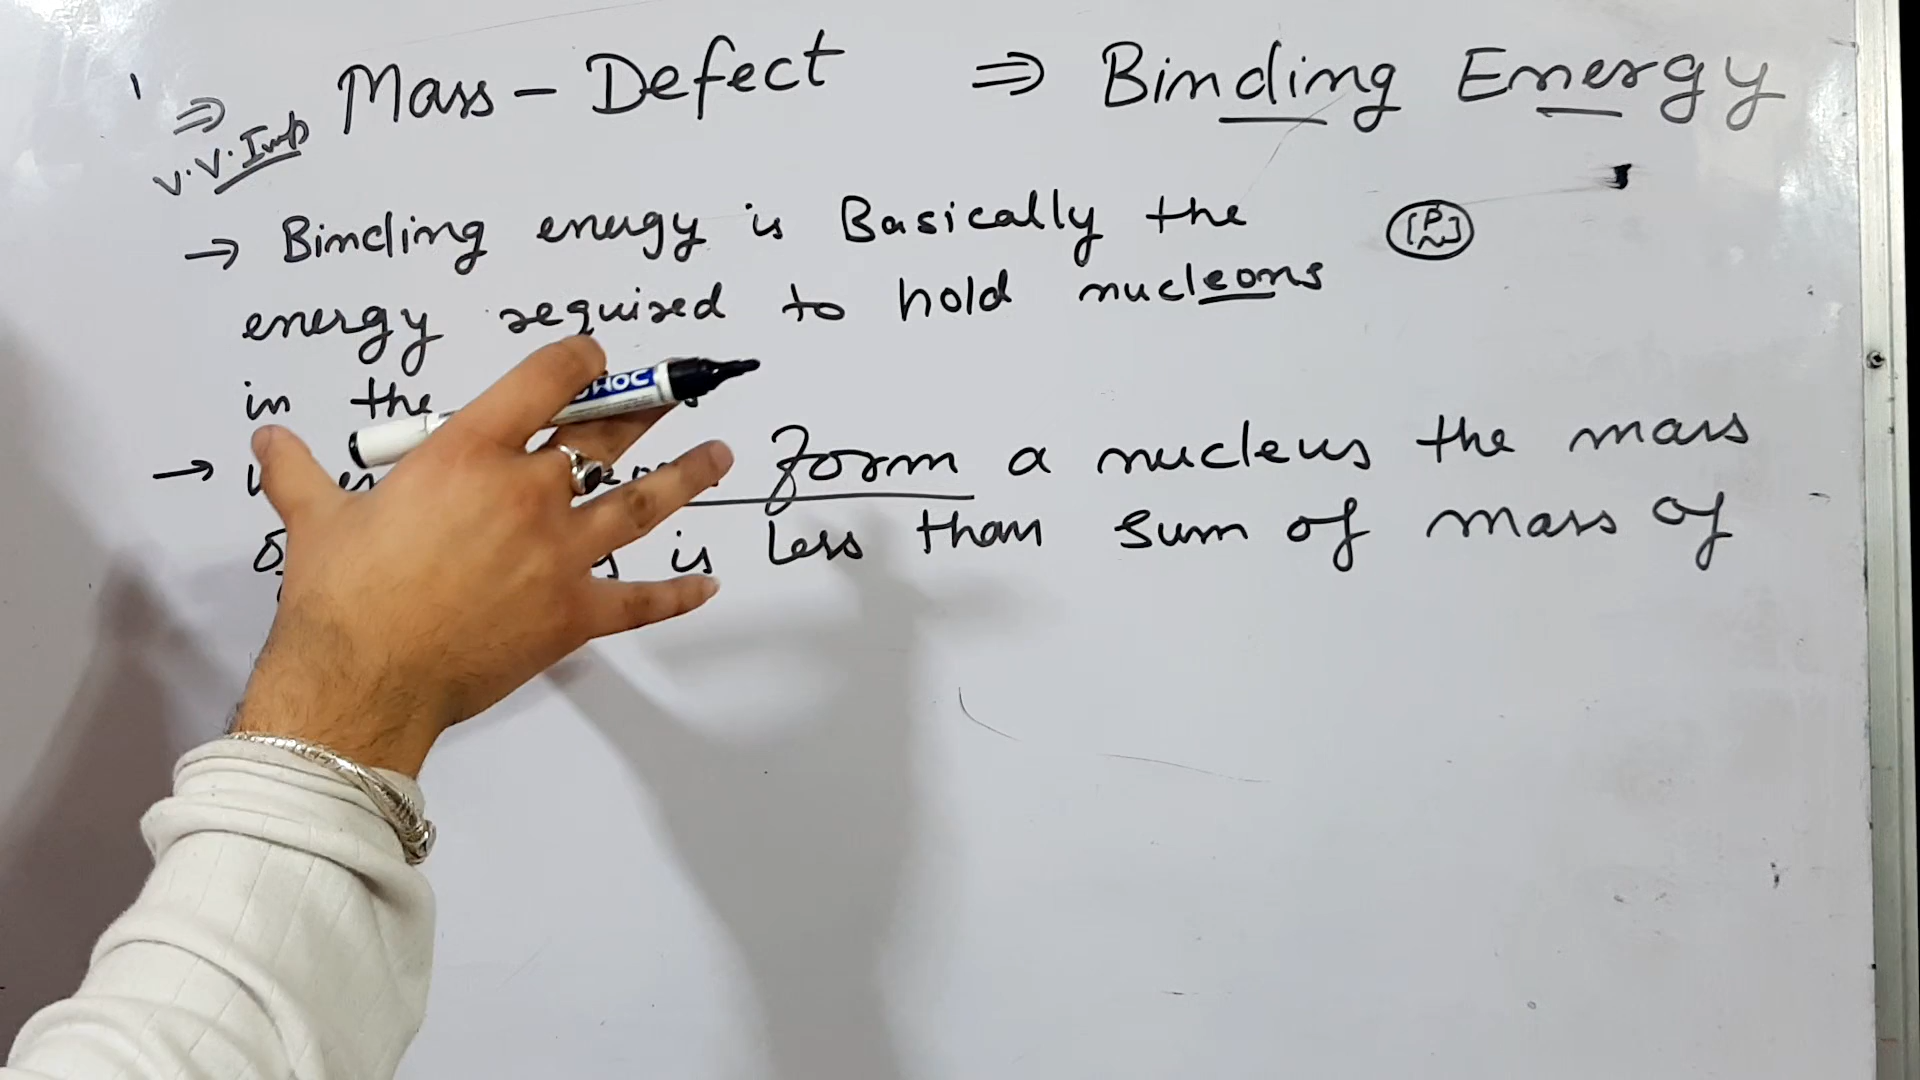 ⇒ Mass - Defect ⇒ Binding Energy
V.V. Imp
→ Binding energy is Basically the
[P N]
energy required to hold nucleons
in the
→ form a nucleus the mass
is less than sum of mass of